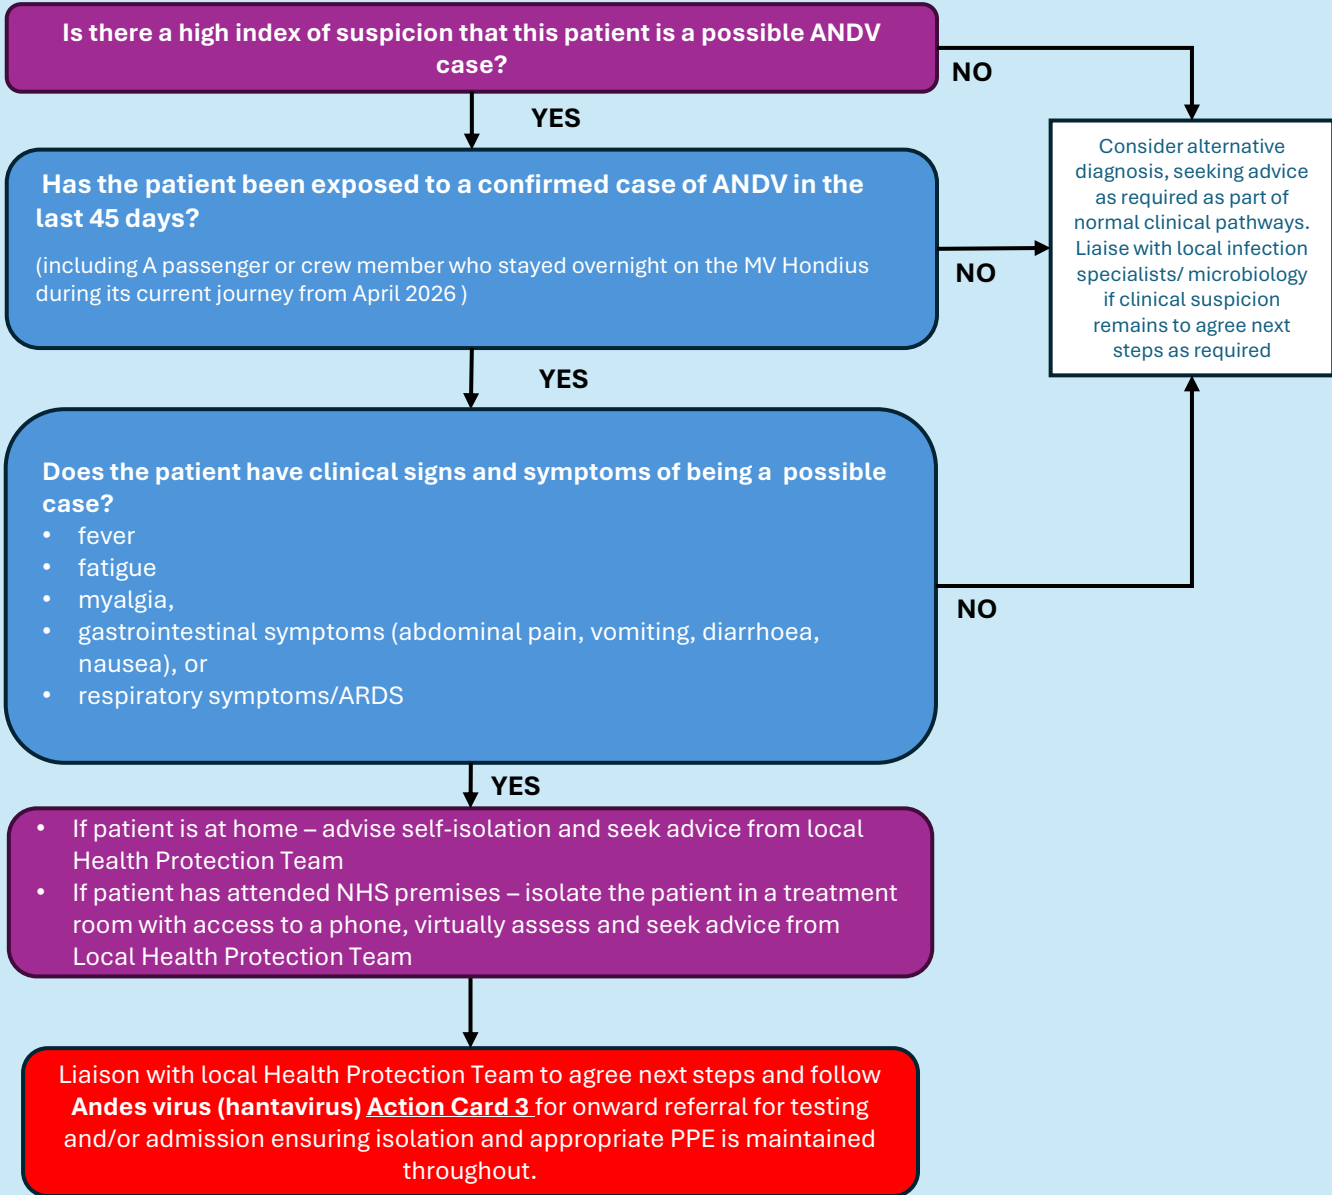 Is there a high index of suspicion that this patient is a possible ANDV
case?
NO
YES
Has the patient been exposed to a confirmed case of ANDV in the
last 45 days?
(including A passenger or crew member who stayed overnight on the MV Hondius
during its current journey from April 2026 )
NO
Consider alternative
diagnosis, seeking advice
as required as part of
normal clinical pathways.
Liaise with local infection
specialists/ microbiology
if clinical suspicion
remains to agree next
steps as required
YES
Does the patient have clinical signs and symptoms of being a  possible
case?
• fever
• fatigue
• myalgia,
• gastrointestinal symptoms (abdominal pain, vomiting, diarrhoea,
nausea), or
• respiratory symptoms/ARDS
NO
YES
• If patient is at home – advise self-isolation and seek advice from local
Health Protection Team
• If patient has attended NHS premises – isolate the patient in a treatment
room with access to a phone, virtually assess and seek advice from
Local Health Protection Team
Liaison with local Health Protection Team to agree next steps and follow
Andes virus (hantavirus) Action Card 3 for onward referral for testing
and/or admission ensuring isolation and appropriate PPE is maintained
throughout.